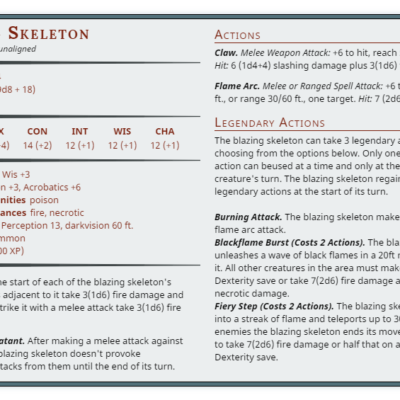 Skeleton
unaligned
d8 + 18)
X CON INT WIS CHA
4) 14 (+2) 12 (+1) 12 (+1) 12 (+1)
Wis +3
n +3, Acrobatics +6
nities poison
ances fire, necrotic
Perception 13, darkvision 60 ft.
mmon
00 XP)
he start of each of the blazing skeleton's
adjacent to it take 3(1d6) fire damage and
trike it with a melee attack take 3(1d6) fire
atant. After making a melee attack against
blazing skeleton doesn't provoke
tacks from them until the end of its turn.
Actions
Claw. Melee Weapon Attack: +6 to hit, reach
Hit: 6 (1d4+4) slashing damage plus 3(1d6)
Flame Arc. Melee or Ranged Spell Attack: +6 t
ft., or range 30/60 ft., one target. Hit: 7 (2d6
Legendary Actions
The blazing skeleton can take 3 legendary a
choosing from the options below. Only one
action can beused at a time and only at the
creature's turn. The blazing skeleton regai
legendary actions at the start of its turn.
Burning Attack. The blazing skeleton make
flame arc attack.
Blackflame Burst (Costs 2 Actions). The bla
unleashes a wave of black flames in a 20ft r
it. All other creatures in the area must mak
Dexterity save or take 7(2d6) fire damage a
necrotic damage.
Fiery Step (Costs 2 Actions). The blazing ske
into a streak of flame and teleports up to 3
enemies the blazing skeleton ends its move
to take 7(2d6) fire damage or half that on a
Dexterity save.